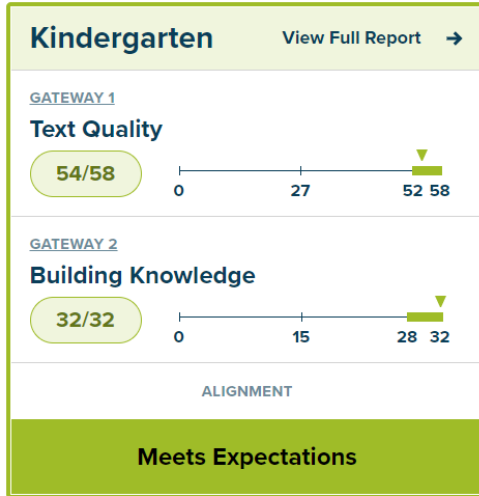 Kindergarten View Full Report →
GATEWAY 1
Text Quality
54/58
0 27 52 58
GATEWAY 2
Building Knowledge
32/32
0 15 28 32
ALIGNMENT
Meets Expectations